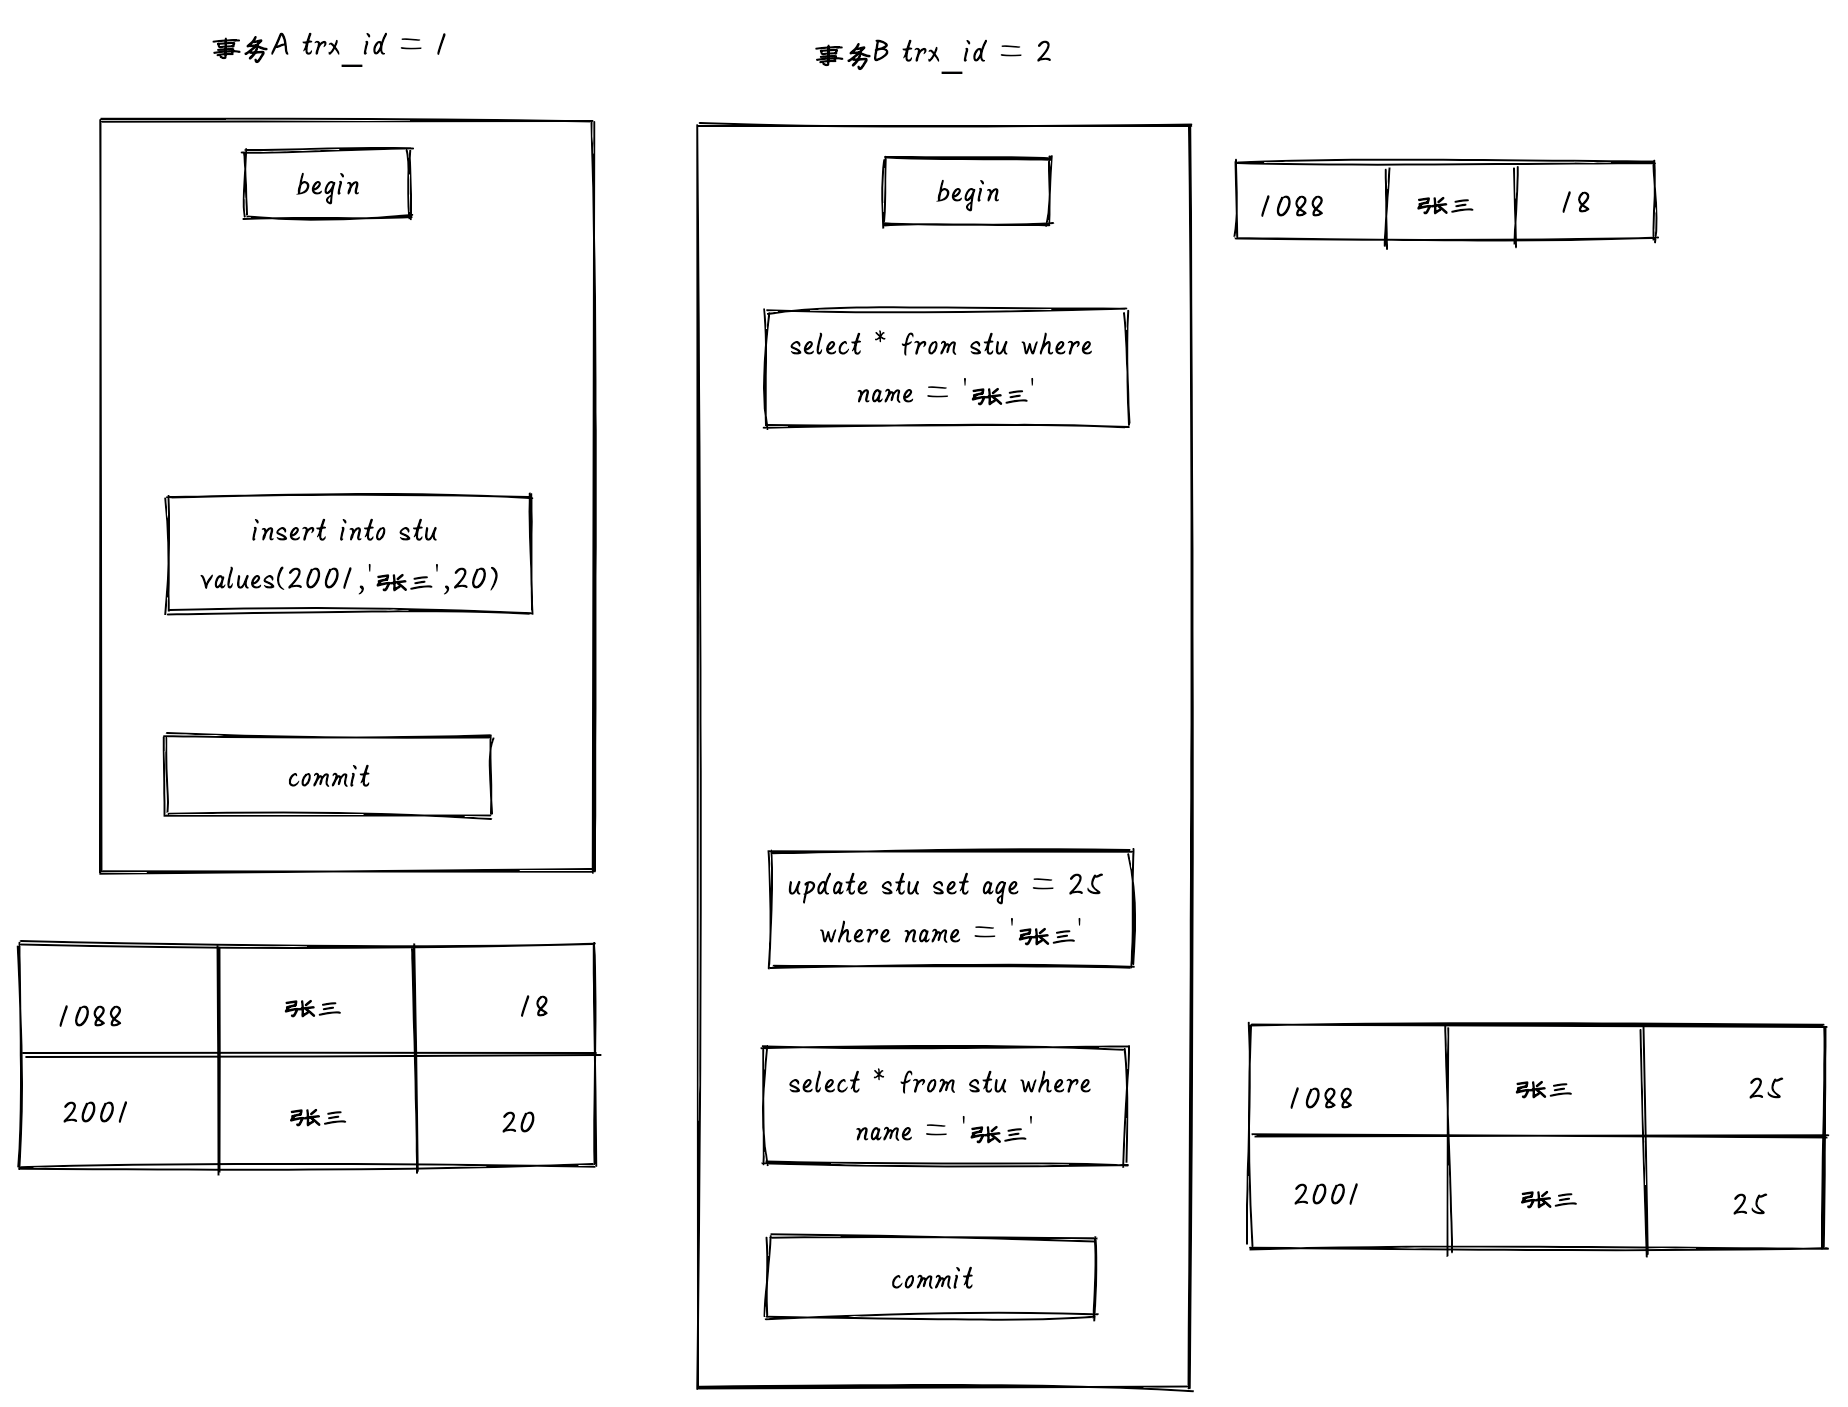 事务A trx_id = 1
begin
insert into stu
values(2001,'张三',20)
commit
1088 张三 18
2001 张三 20
事务B trx_id = 2
begin
select * from stu where
name = '张三'
update stu set age = 25
where name = '张三'
select * from stu where
name = '张三'
commit
1088 张三 18
1088 张三 25
2001 张三 25